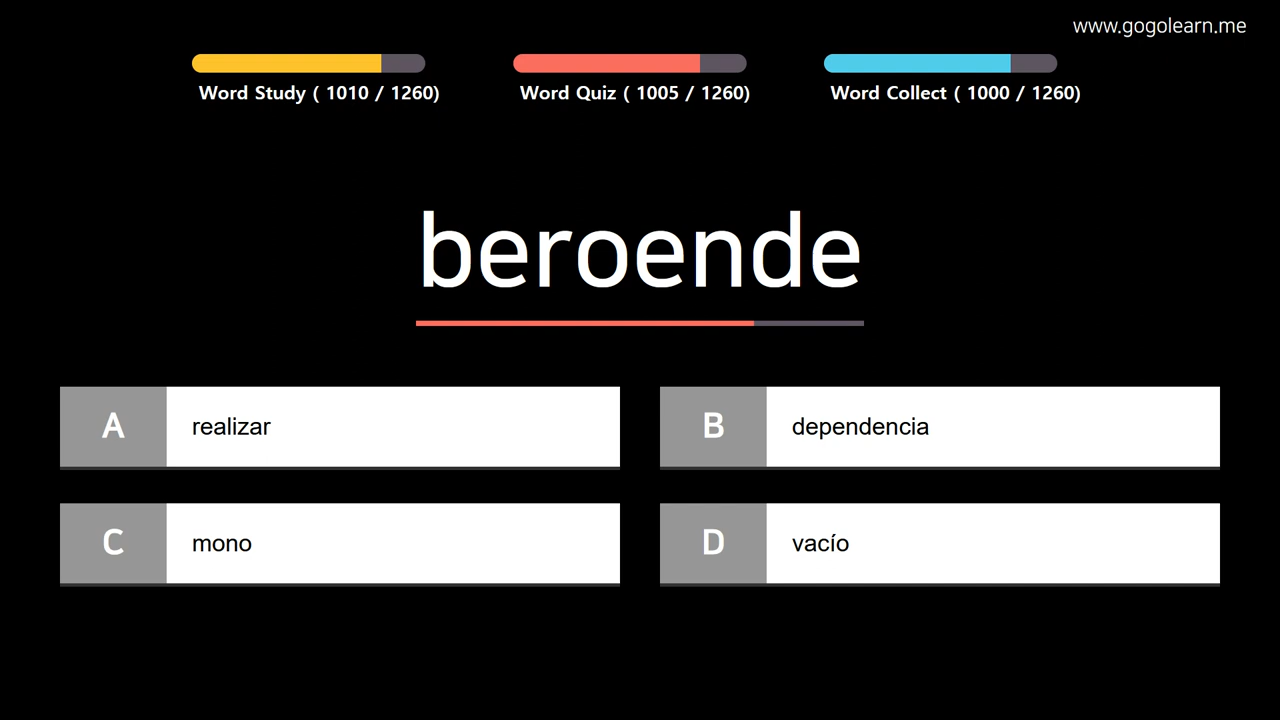 www.gogolearn.me
Word Study ( 1010 / 1260)
Word Quiz ( 1005 / 1260)
Word Collect ( 1000 / 1260)
beroende
A realizar
B dependencia
C mono
D vacío